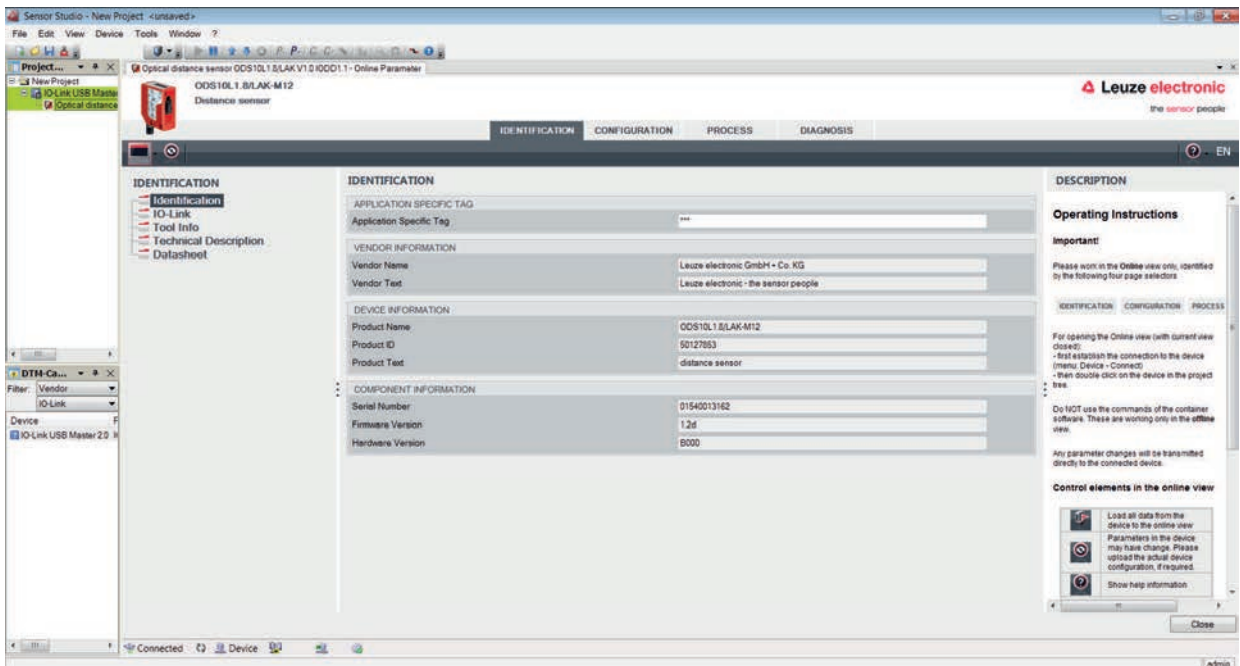 Sensor Studio - New Project <unsaved>
File Edit View Device Tools Window ?
Project...
New Project
IO-Link USB Master
Optical distance
Optical distance sensor ODS10L1.8/LAK V1.0 IODD1.1 - Online Parameter
ODS10L1.8/LAK-M12
Distance sensor
Leuze electronic
the sensor people
IDENTIFICATION CONFIGURATION PROCESS DIAGNOSIS
EN
IDENTIFICATION
Identification
IO-Link
Tool Info
Technical Description
Datasheet
IDENTIFICATION
APPLICATION SPECIFIC TAG
Application Specific Tag ***
VENDOR INFORMATION
Vendor Name Leuze electronic GmbH + Co. KG
Vendor Text Leuze electronic - the sensor people
DEVICE INFORMATION
Product Name ODS10L1.8/LAK-M12
Product ID 50127853
Product Text distance sensor
COMPONENT INFORMATION
Serial Number 01540013162
Firmware Version 1.2d
Hardware Version B000
DESCRIPTION
Operating Instructions
Important!
Please work in the Online view only, identified
by the following four page selectors
IDENTIFICATION CONFIGURATION PROCESS
For opening the Online view (with current view
closed):
- first establish the connection to the device
(menu: Device - Connect)
- then double click on the device in the project
tree.
Do NOT use the commands of the container
software. These are working only in the offline
view.
Any parameter changes will be transmitted
directly to the connected device.
Control elements in the online view
Load all data from the
device to the online view
Parameters in the device
may have change. Please
upload the actual device
configuration, if required.
Show help information
Close
DTM-Ca...
Filter: Vendor
IO-Link
Device F
IO-Link USB Master 2.0
Connected Device
admin